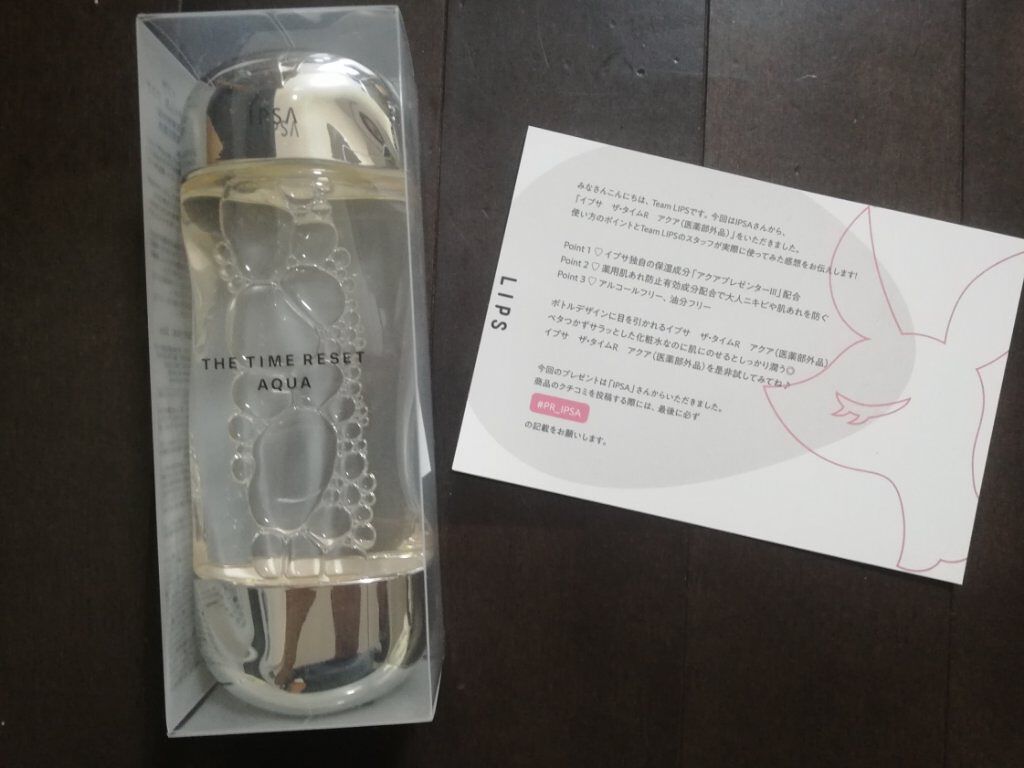 IPSA
THE TIME RESET
AQUA
LIPS
みなさんこんにちは、Team LIPSです。今回はIPSAさんから、
「イプサ ザ・タイムR アクア（医薬部外品）」をいただきました。
使い方のポイントとTeam LIPSのスタッフが実際に使ってみた感想をお伝えします！
Point 1 ♡ イプサ独自の保湿成分「アクアプレゼンターIII」配合
Point 2 ♡ 薬用肌あれ防止有効成分配合で大人ニキビや肌あれを防ぐ
Point 3 ♡ アルコールフリー、油分フリー
ボトルデザインに目を引かれるイプサ ザ・タイムR アクア（医薬部外品）
ベタつかずサラッとした化粧水なのに肌にのせるとしっかり潤う◎
イプサ ザ・タイムR アクア（医薬部外品）を是非試してみてね♪
今回のプレゼントは「IPSA」さんからいただきました。
商品のクチコミを投稿する際には、最後に必ず
#PR_IPSA
の記載をお願いします。